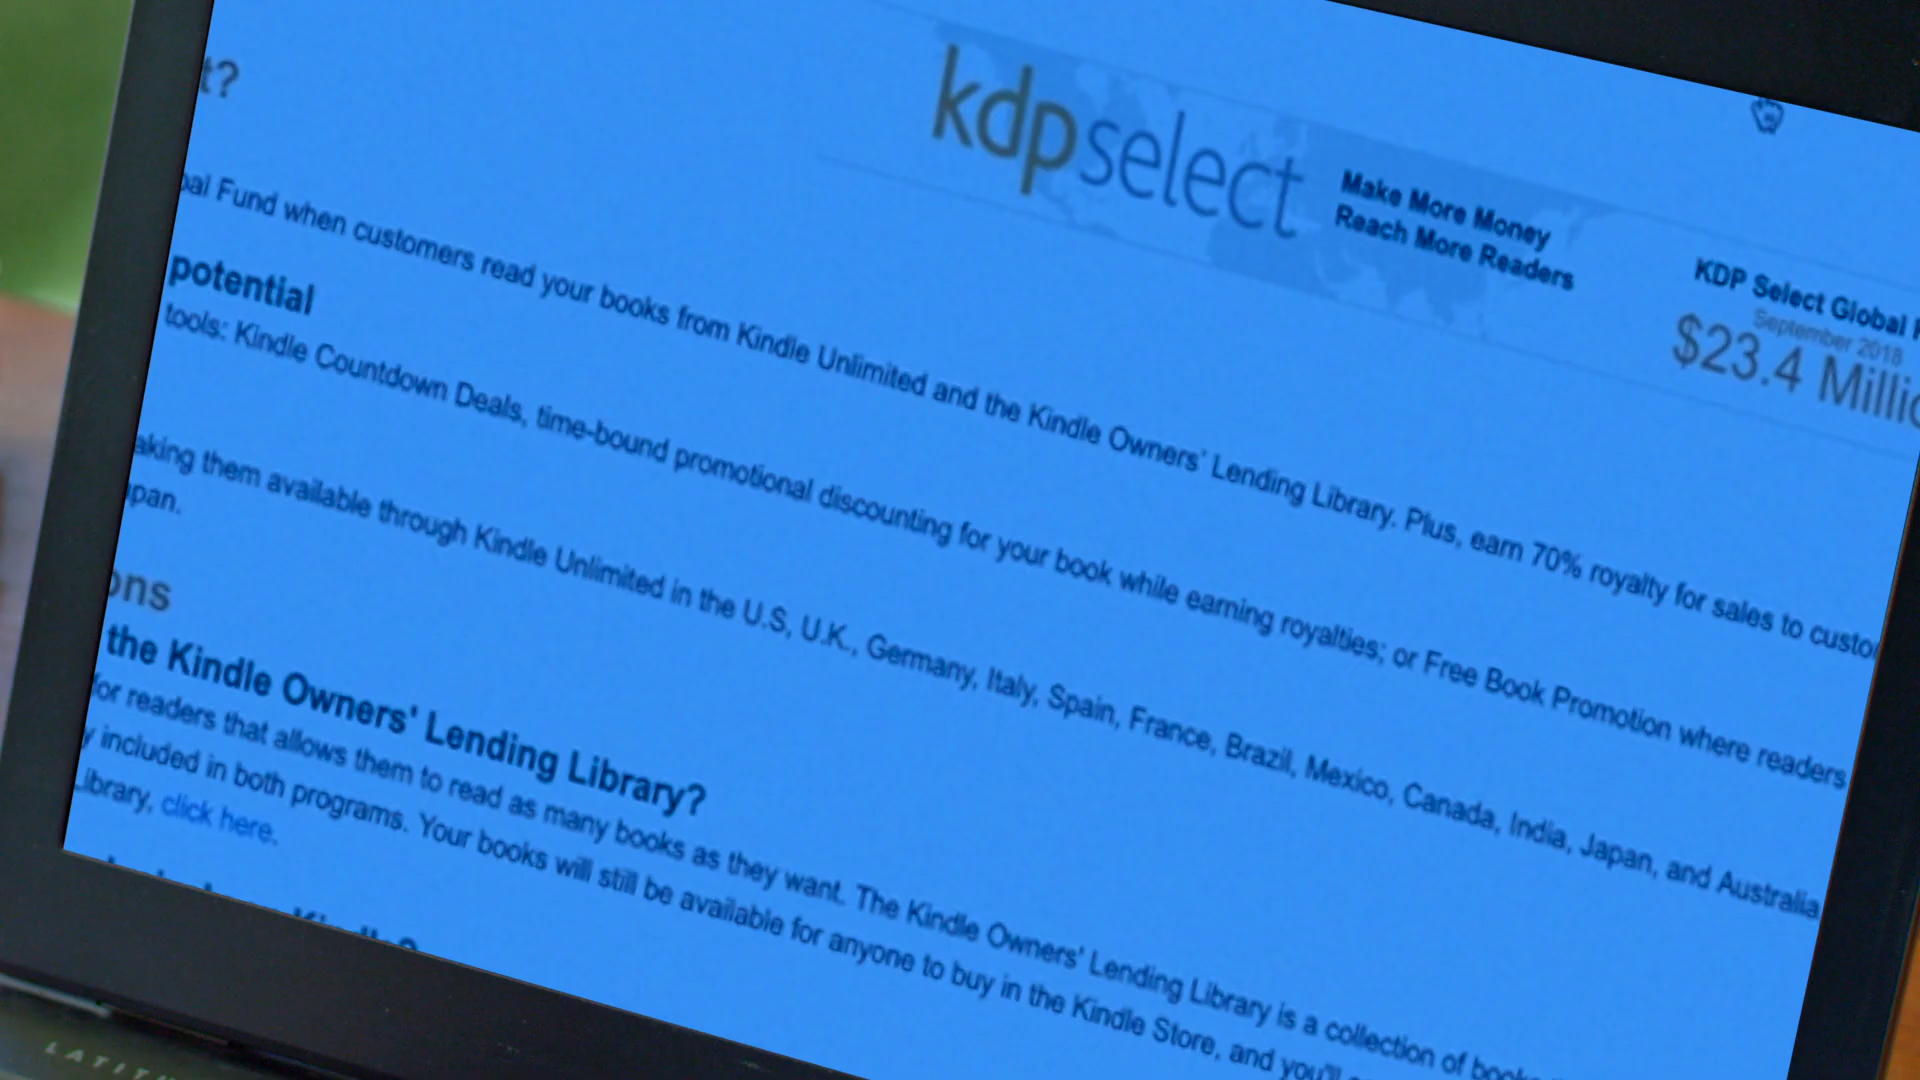 t?
kdpselect
Make More Money
Reach More Readers
KDP Select Global
September 2018
$23.4
al Fund when customers read your books from Kindle Unlimited and the Kindle Owners' Lending Library. Plus, earn 70% royalty for sales to custo
potential
tools: Kindle Countdown Deals, time-bound promotional discounting for your book while earning royalties; or Free Book Promotion where readers
aking them available through Kindle Unlimited in the U.S, U.K., Germany, Italy, Spain, France, Brazil, Mexico, Canada, India, Japan, and Australia
pan.
ons
the Kindle Owners' Lending Library?
for readers that allows them to read as many books as they want. The Kindle Owners' Lending Library is a collection of books
y included in both programs. Your books will still be available for anyone to buy in the Kindle Store, and you'll
Library, click here.
LATIT